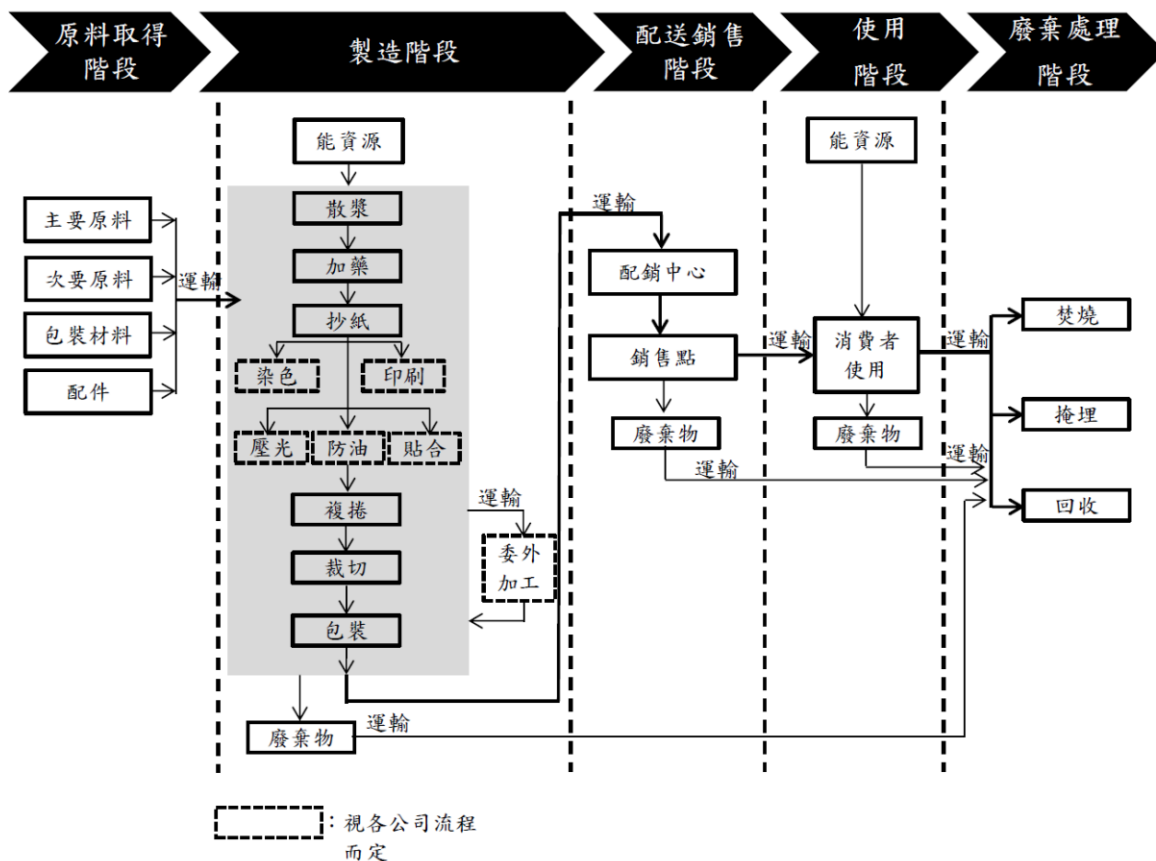 原料取得
階段
製造階段
配送銷售
階段
使用
階段
廢棄處理
階段
主要原料
次要原料
包裝材料
配件
運輸
能資源
散漿
加藥
抄紙
染色
印刷
壓光
防油
貼合
複捲
裁切
包裝
運輸
委外
加工
廢棄物
運輸
運輸
配銷中心
銷售點
廢棄物
運輸
運輸
能資源
消費者
使用
廢棄物
運輸
運輸
焚燒
掩埋
回收
：視各公司流程
而定